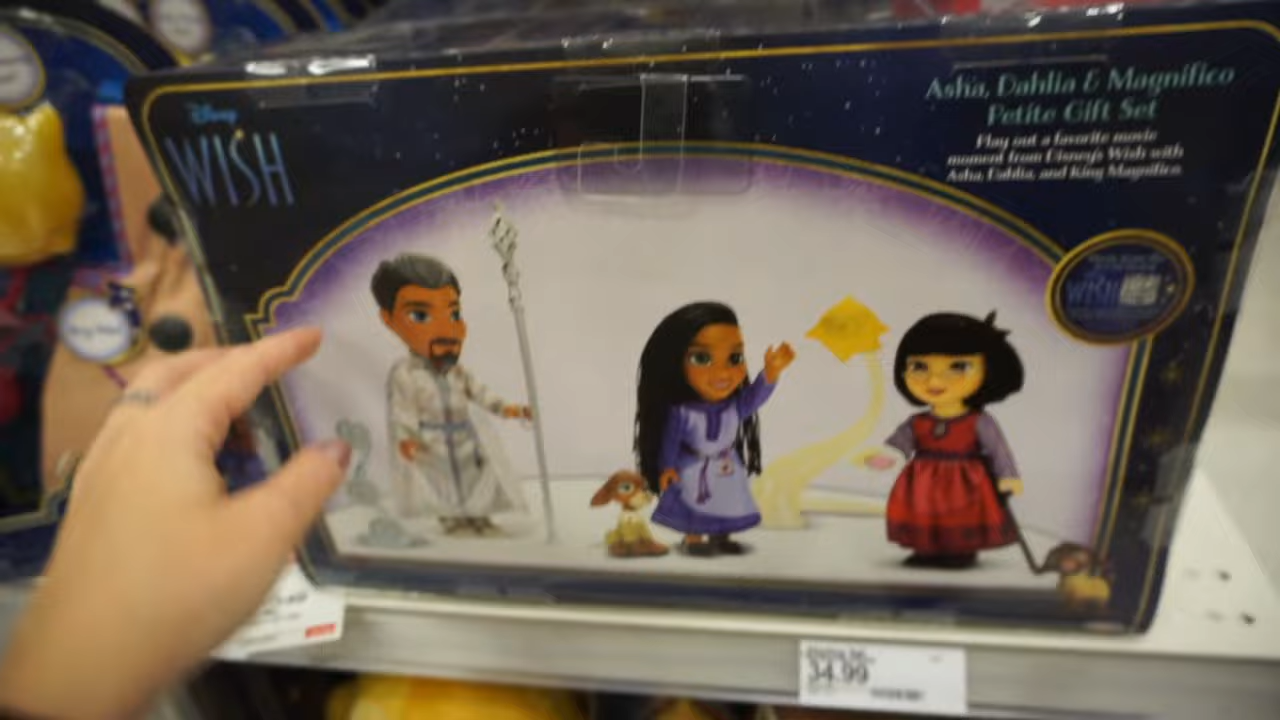 Disney
WISH
Asha, Dahlia & Magnifico
Petite Gift Set
Play out a favorite movie
moment from Disney's Wish with
Asha, Dahlia, and King Magnifico.
WISH
34.99